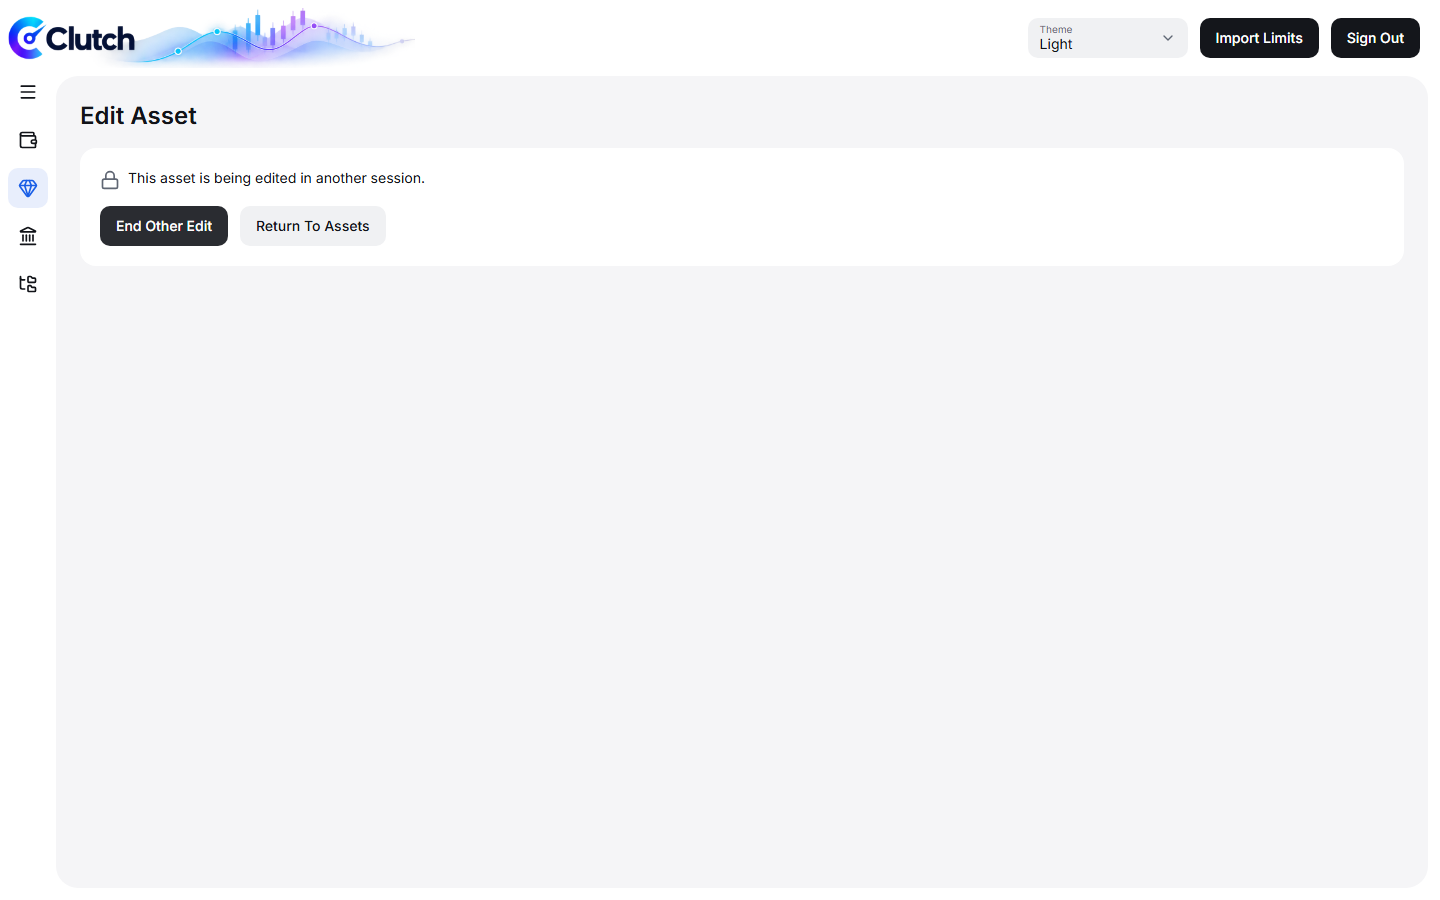 Clutch
Theme
Light
Import Limits
Sign Out
Edit Asset
This asset is being edited in another session.
End Other Edit
Return To Assets